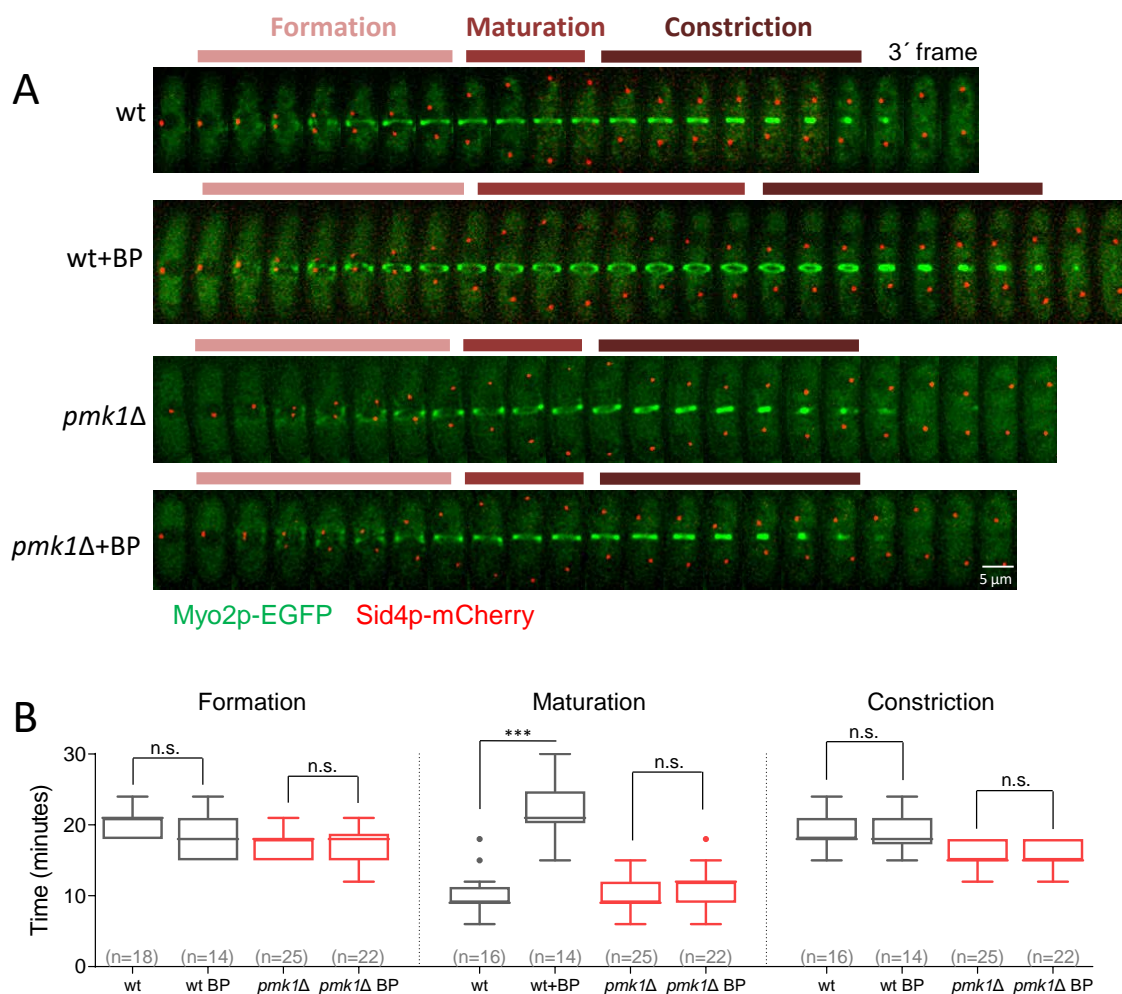 Formation Maturation Constriction
3´ frame
A
wt
wt+BP
pmk1Δ
pmk1Δ+BP
5 µm
Myo2p-EGFP Sid4p-mCherry
B
Formation Maturation Constriction
Time (minutes)
30
20
10
0
n.s. n.s. *** n.s. n.s. n.s.
(n=18) (n=14) (n=25) (n=22) (n=16) (n=14) (n=25) (n=22) (n=16) (n=14) (n=25) (n=22)
wt wt BP pmk1Δ pmk1Δ BP wt wt+BP pmk1Δ pmk1Δ BP wt wt BP pmk1Δ pmk1Δ BP